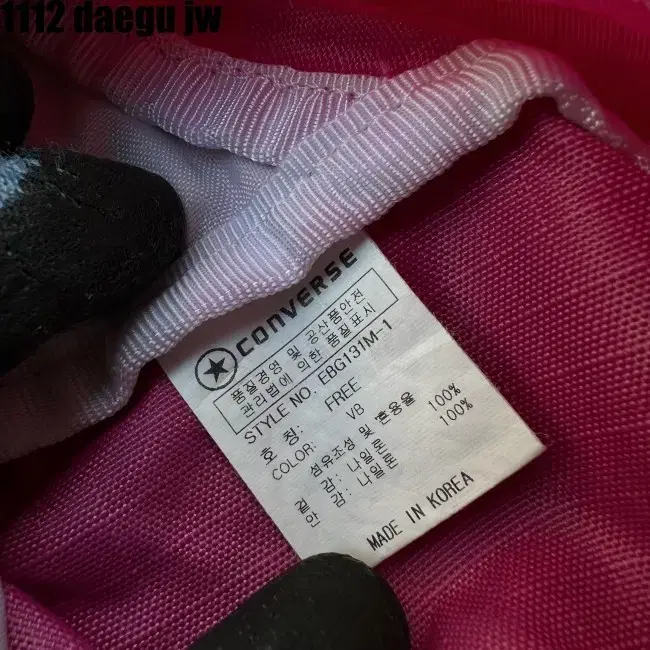 1112 daegu jw
CONVERSE
품질경영 및 공산품안전
관리법에 의한 품질표시
STYLE NO. EBG131M-1
호칭: FREE
COLOR: VB
섬유조성 및 혼용율
겉감: 나일론 100%
안감: 나일론 100%
MADE IN KOREA